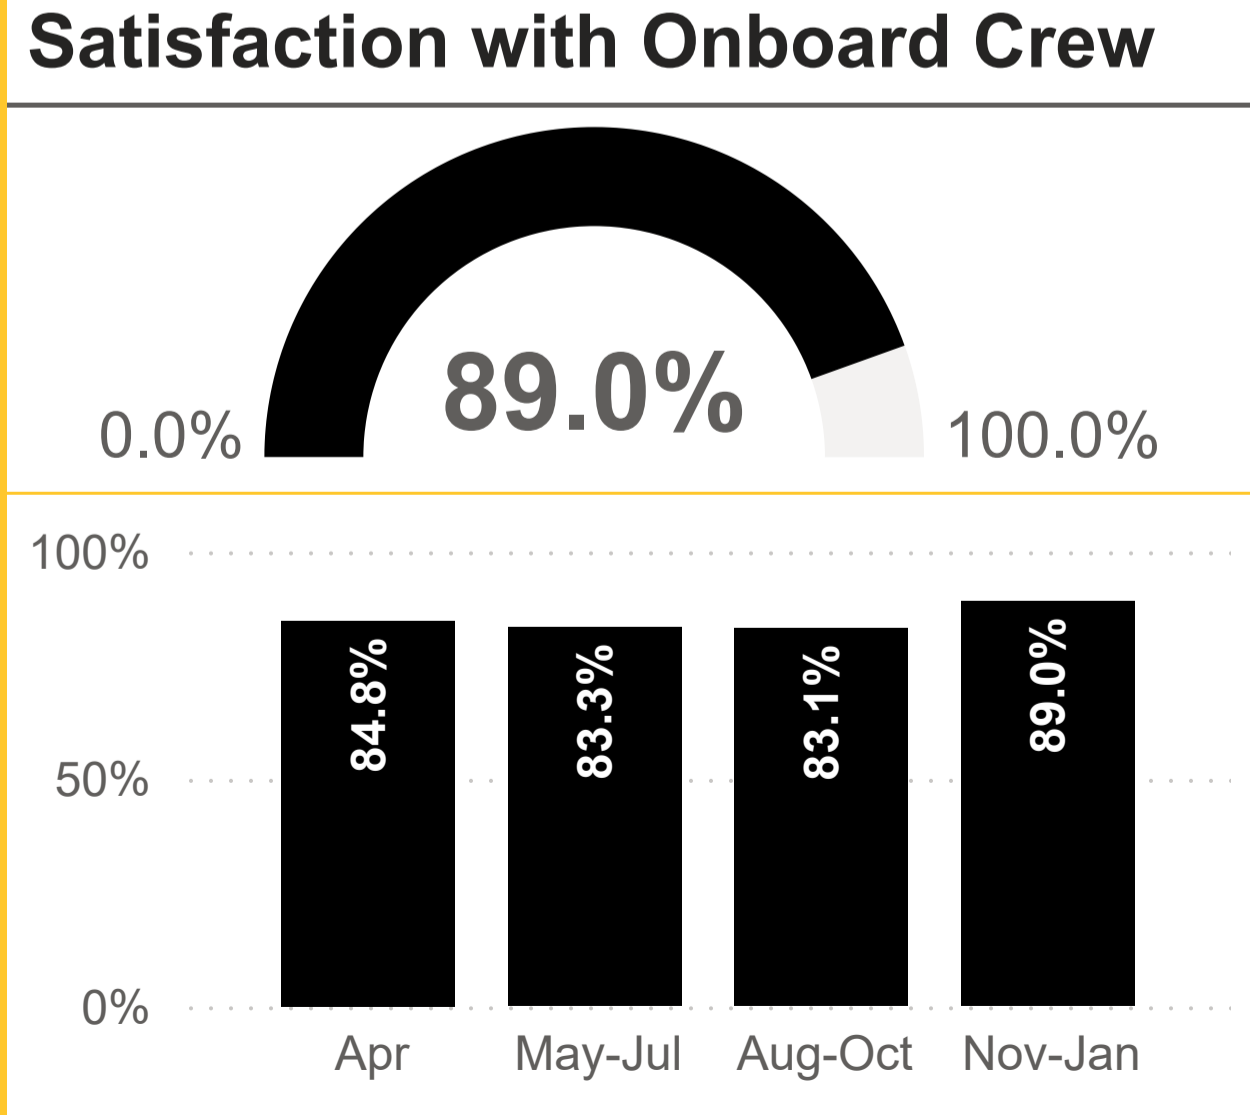 Satisfaction with Onboard Crew
89.0%
0.0%
100.0%
100%
50%
0%
84.8%
83.3%
83.1%
89.0%
Apr
May-Jul
Aug-Oct
Nov-Jan